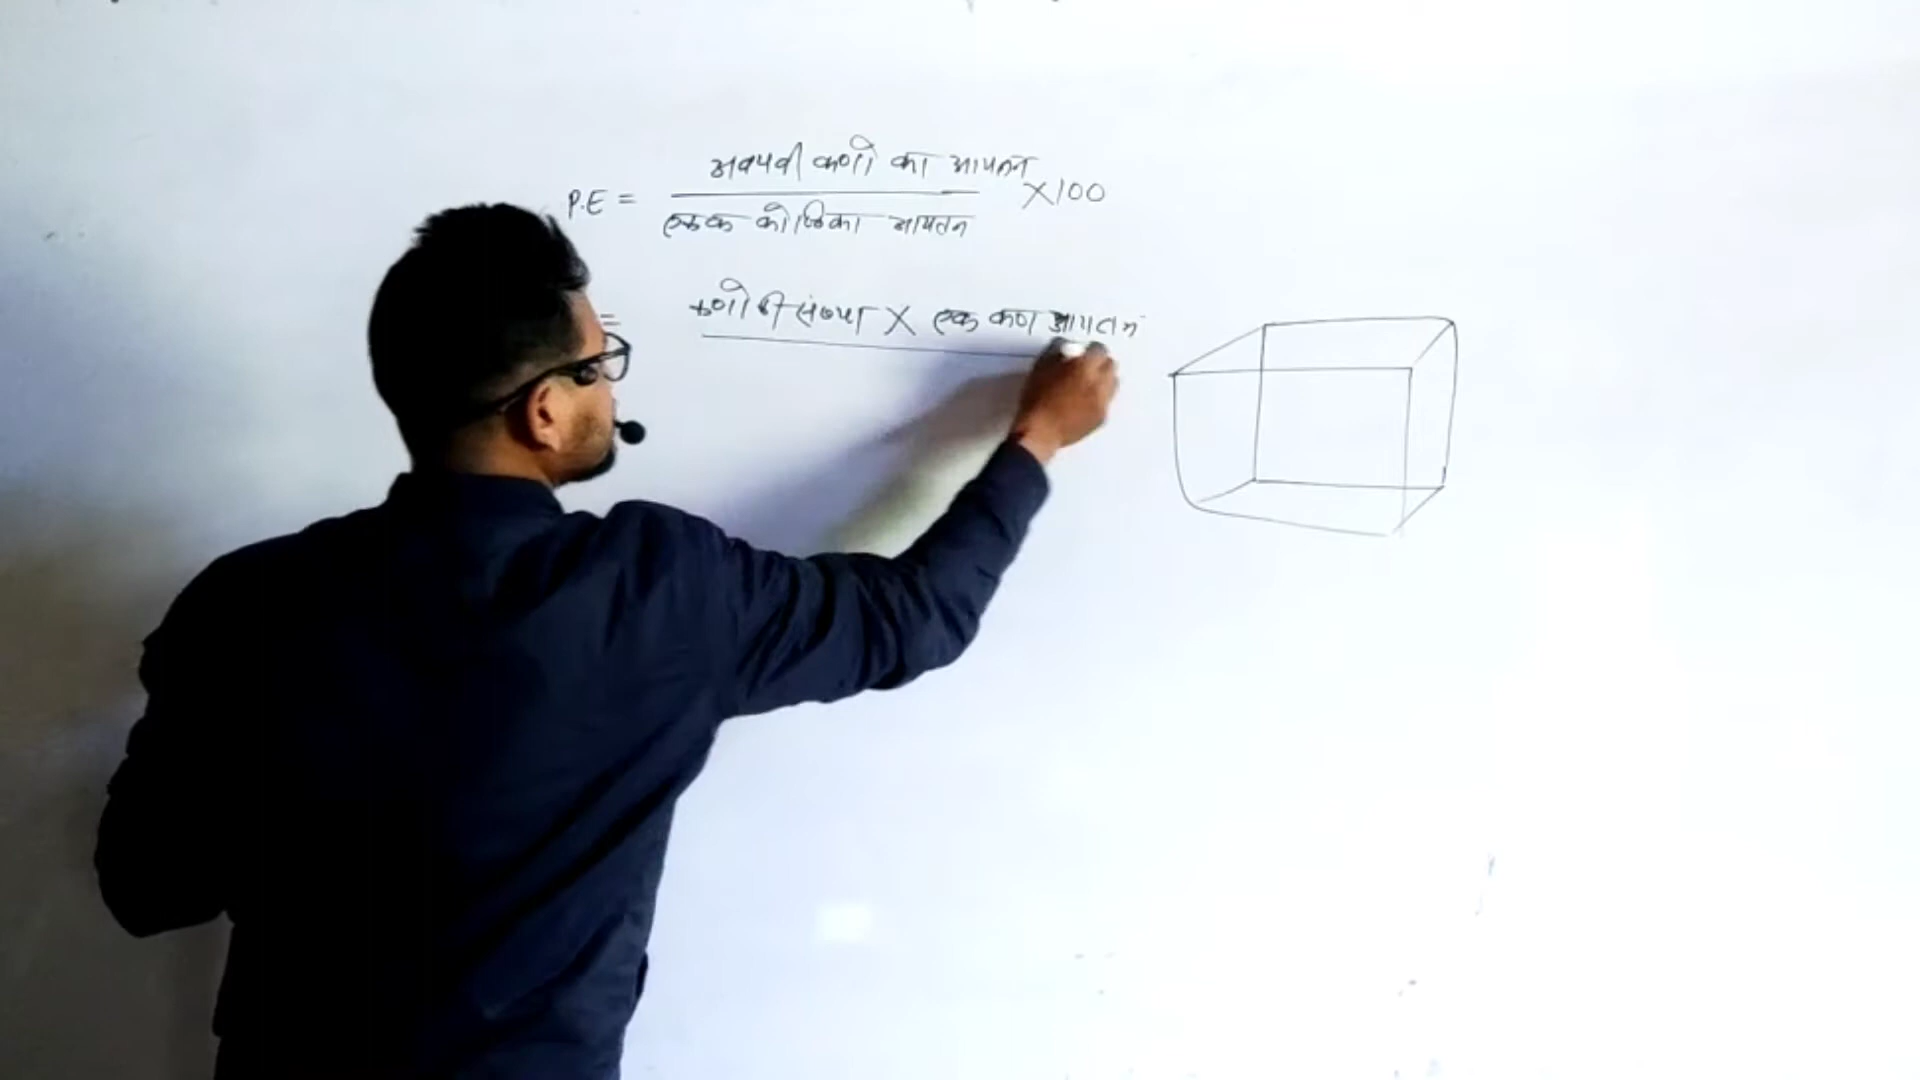 अवयवी कणों का आयतन
P.E = ×100
एकक कोष्ठिका आयतन
कणों की संख्या × एक कण आयतन
=